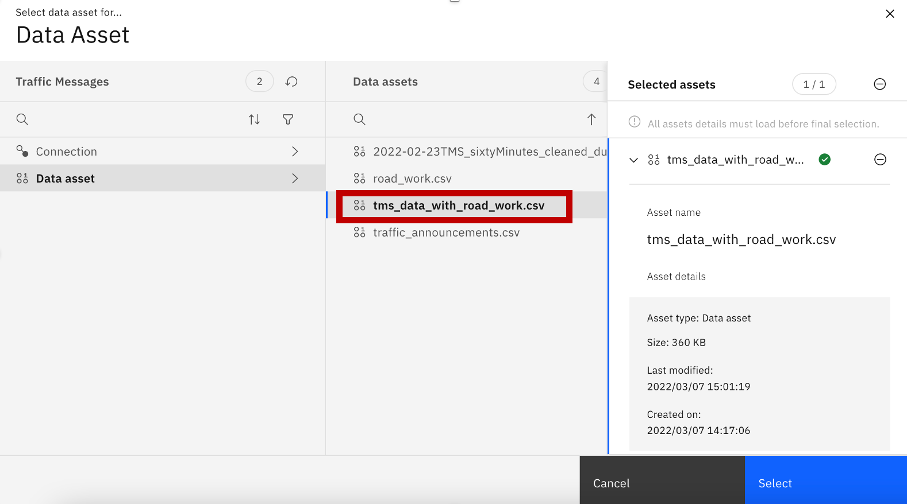 Select data asset for...
Data Asset
Traffic Messages
2
Connection
Data asset
Data assets
4
2022-02-23TMS_sixtyMinutes_cleaned_du
road_work.csv
tms_data_with_road_work.csv
traffic_announcements.csv
Selected assets
1 / 1
All assets details must load before final selection.
tms_data_with_road_w...
Asset name
tms_data_with_road_work.csv
Asset details
Asset type: Data asset
Size: 360 KB
Last modified:
2022/03/07 15:01:19
Created on:
2022/03/07 14:17:06
Cancel
Select